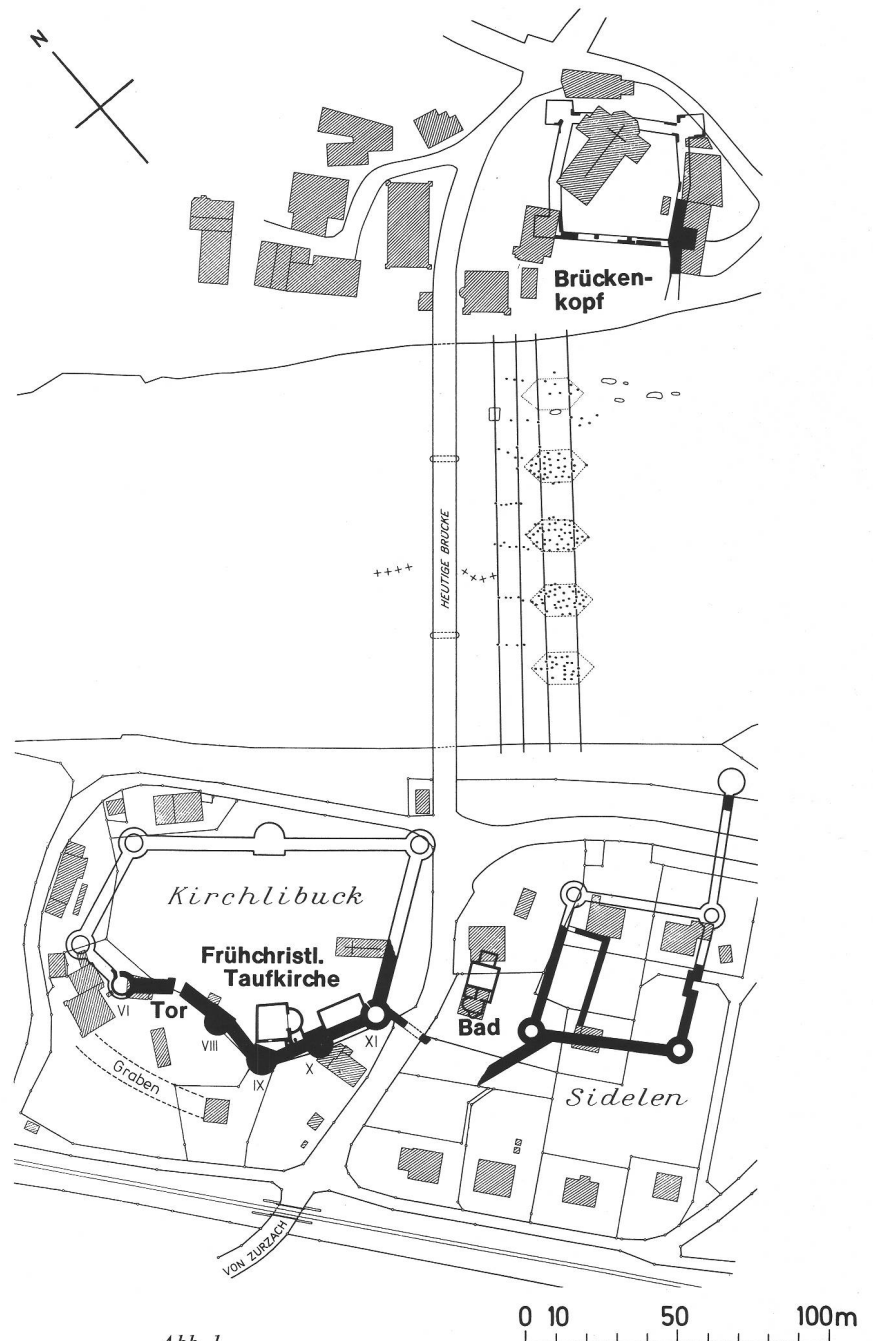 N
Brücken-
kopf
HEUTIGE BRÜCKE
Kirchlibuck
Frühchristl.
Taufkirche
Tor
VI
VIII
IX
X
XI
Bad
Graben
Sidelen
VON ZURZACH
0 10 50 100m